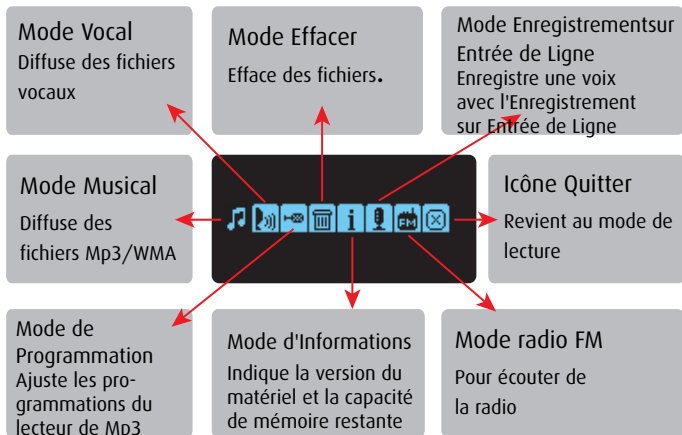 Mode Vocal
Diffuse des fichiers
vocaux
Mode Effacer
Efface des fichiers.
Mode Enregistrementsur
Entrée de Ligne
Enregistre une voix
avec l'Enregistrement
sur Entrée de Ligne
Mode Musical
Diffuse des
fichiers Mp3/WMA
FM
Icône Quitter
Revient au mode de
lecture
Mode de
Programmation
Ajuste les pro-
grammations du
lecteur de Mp3
Mode d'Informations
Indique la version du
matériel et la capacité
de mémoire restante
Mode radio FM
Pour écouter de
la radio